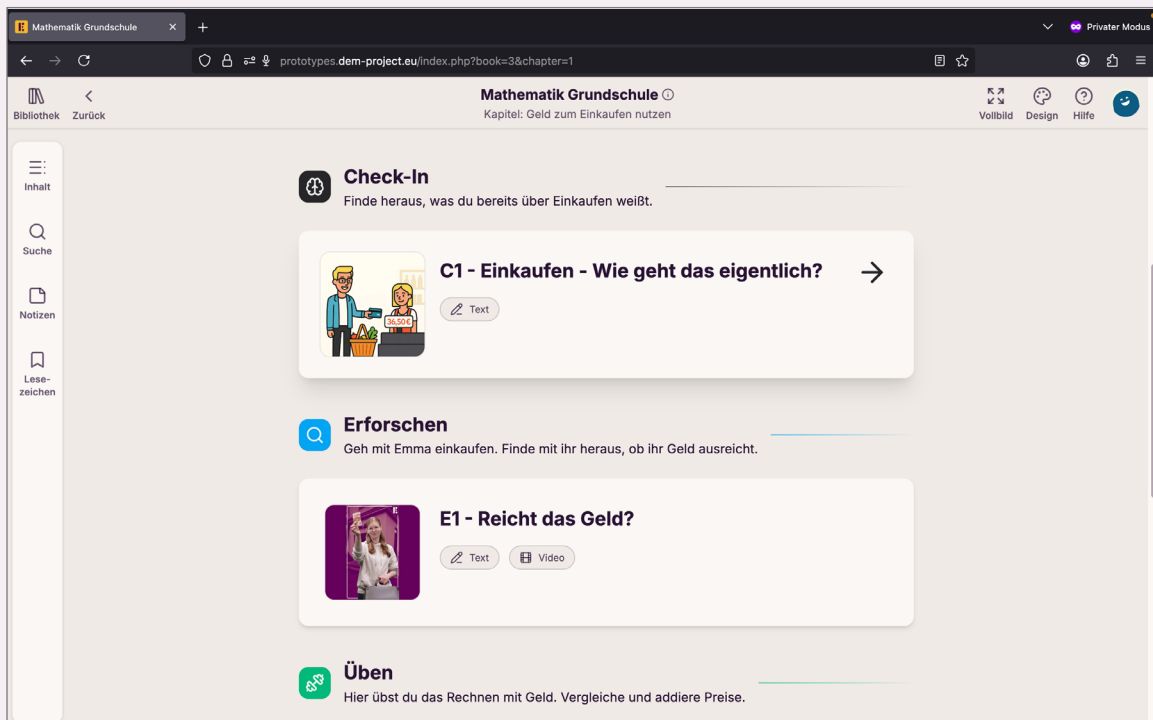 Mathematik Grundschule
Privater Modus
prototypes.dem-project.eu/index.php?book=3&chapter=1
Bibliothek
Zurück
Mathematik Grundschule
Kapitel: Geld zum Einkaufen nutzen
Vollbild
Design
Hilfe
Inhalt
Suche
Notizen
Lese-
zeichen
Check-In
Finde heraus, was du bereits über Einkaufen weißt.
36,50€
C1 - Einkaufen - Wie geht das eigentlich?
Text
Erforschen
Geh mit Emma einkaufen. Finde mit ihr heraus, ob ihr Geld ausreicht.
E1 - Reicht das Geld?
Text
Video
Üben
Hier übst du das Rechnen mit Geld. Vergleiche und addiere Preise.